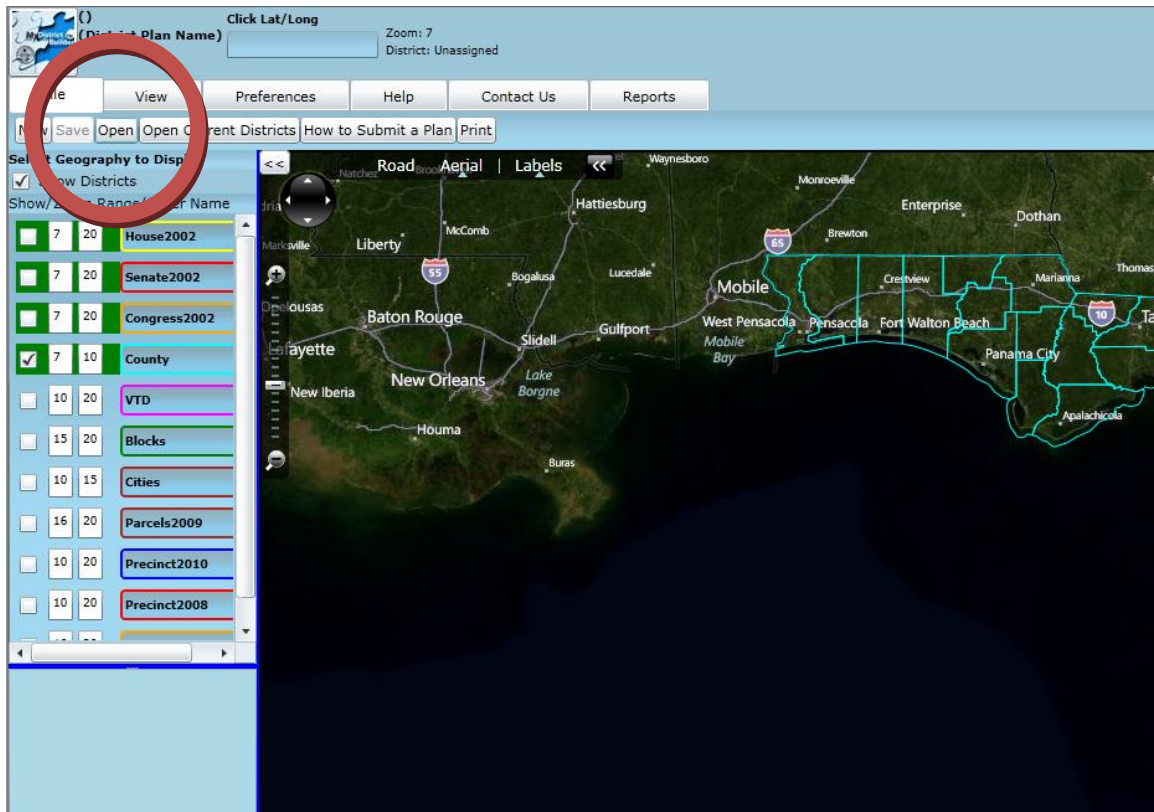 ()
Click Lat/Long
(District Plan Name)
Zoom: 7
District: Unassigned
View Preferences Help Contact Us Reports
Save Open Open Current Districts How to Submit a Plan Print
Select Geography to Display
Show Districts
Show/ Range/ Name
7 20 House2002
7 20 Senate2002
7 20 Congress2002
7 10 County
10 20 VTD
15 20 Blocks
10 15 Cities
16 20 Parcels2009
10 20 Precinct2010
10 20 Precinct2008
<< Road Aerial | Labels <<
Natchez
Waynesboro
Monroeville
Hattiesburg
Enterprise
Dothan
McComb
Brewton
Liberty
65
55
Bogalusa
Lucedale
Crestview
Marianna
Mobile
Baton Rouge
West Pensacola
Pensacola
Fort Walton Beach
10
Gulfport
Slidell
Mobile
Bay
Panama City
Lafayette
New Orleans
Lake
Borgne
New Iberia
Apalachicola
Houma
Buras